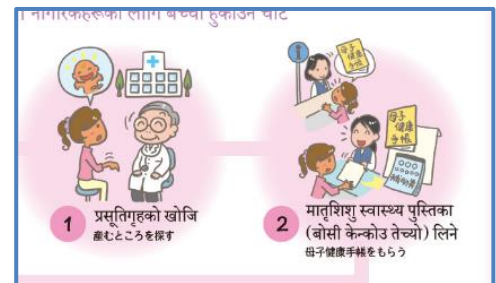 नागरिकहरूका लागि बच्चा हुर्काउने चार्ट
1 प्रसूतिगृहको खोजि
産むところを探す
母子
健康
手帳
母子
健康
手帳
2 मातृशिशु स्वास्थ्य पुस्तिका
(बोसी केन्कोउ तेच्यो) लिने
母子健康手帳をもらう